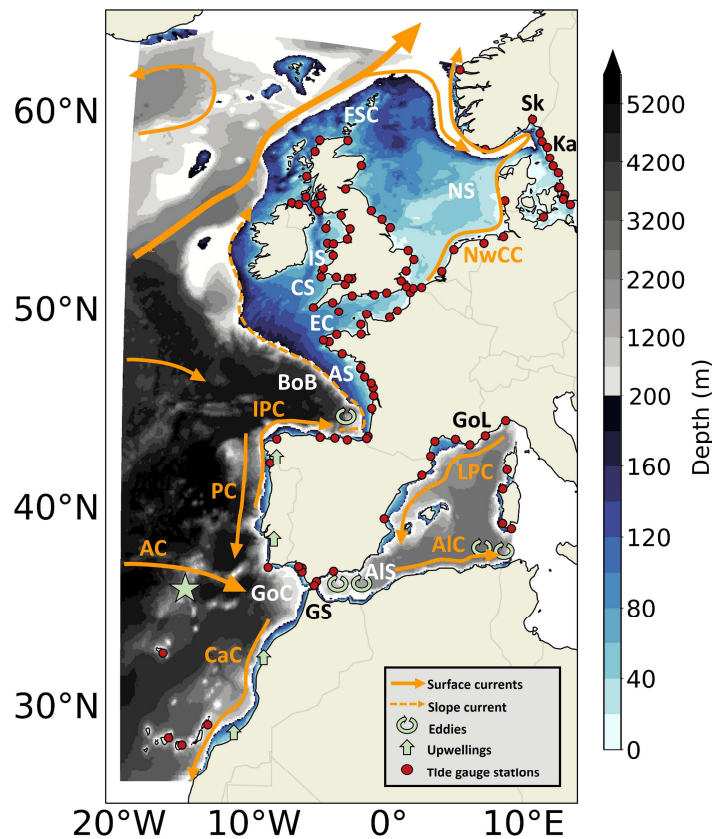 60°N
50°N
40°N
30°N
20°W
10°W
0°
10°E
FSC
Sk
Ka
NS
IS
NwCC
CS
EC
AS
BoB
IPC
GoL
PC
LPC
AC
AlC
AlS
GoC
GS
CaC
Surface currents
Slope current
Eddies
Upwellings
Tide gauge stations
5200
4200
3200
2200
1200
200
160
120
80
40
0
Depth (m)